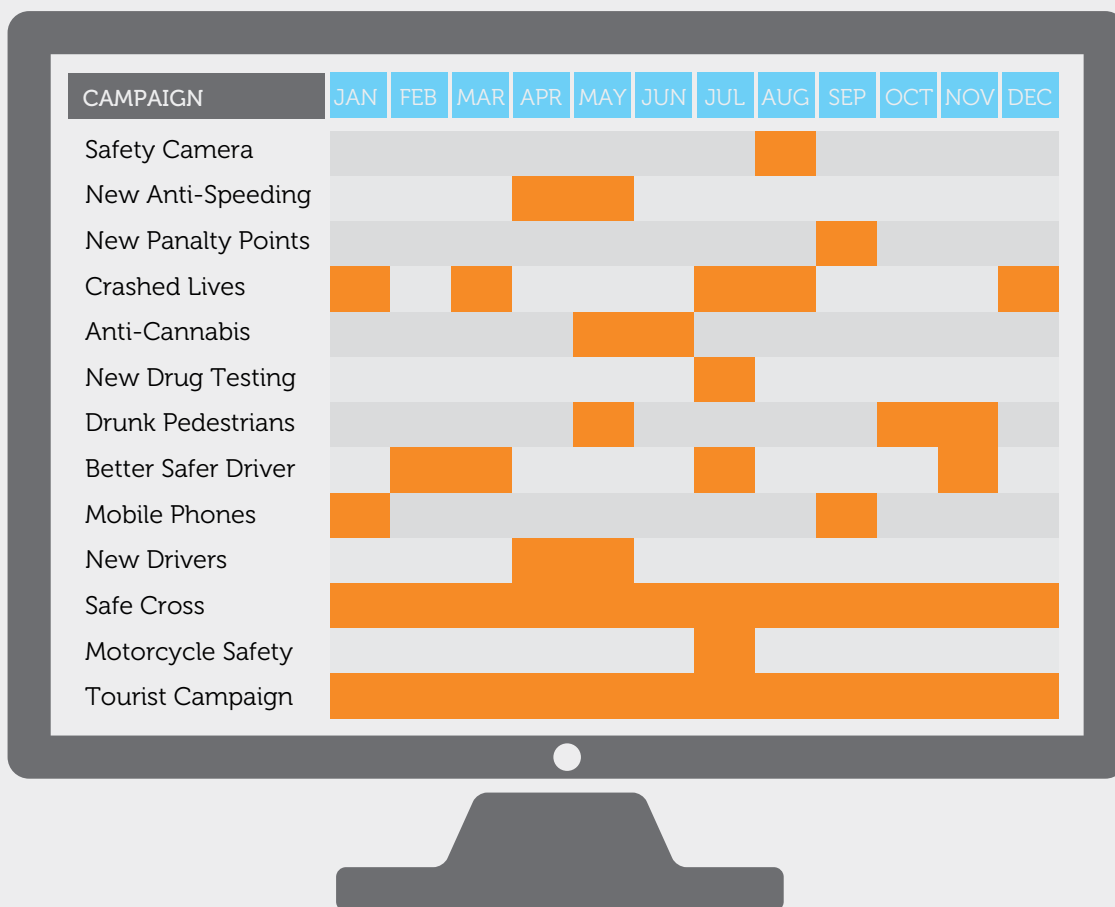 CAMPAIGN JAN FEB MAR APR MAY JUN JUL AUG SEP OCT NOV DEC
Safety Camera
New Anti-Speeding
New Panalty Points
Crashed Lives
Anti-Cannabis
New Drug Testing
Drunk Pedestrians
Better Safer Driver
Mobile Phones
New Drivers
Safe Cross
Motorcycle Safety
Tourist Campaign